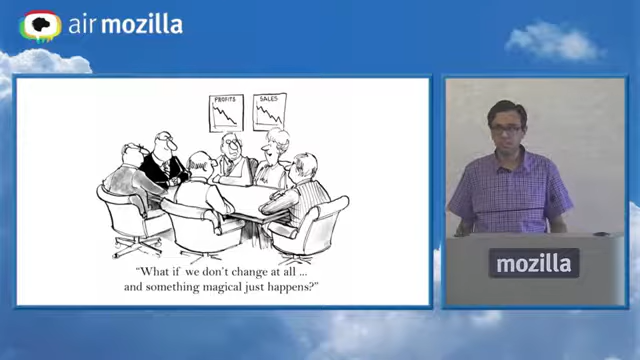 air mozilla
PROFITS
SALES
"What if we don't change at all ...
and something magical just happens?"
mozilla